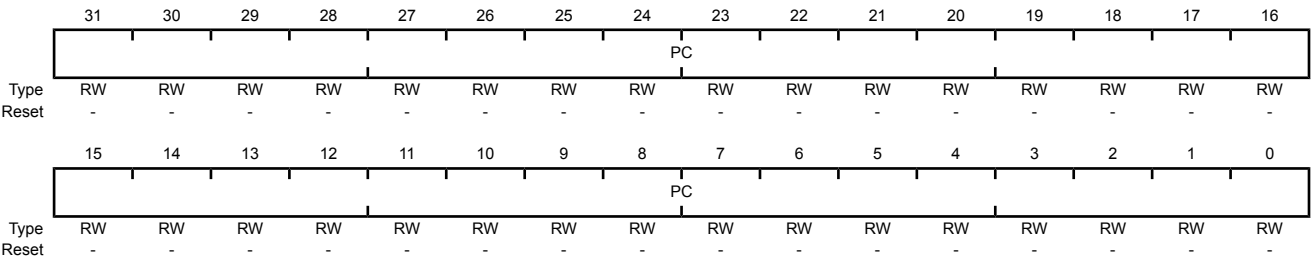 31 30 29 28 27 26 25 24 23 22 21 20 19 18 17 16
PC
Type RW RW RW RW RW RW RW RW RW RW RW RW RW RW RW RW
Reset - - - - - - - - - - - - - - - -
15 14 13 12 11 10 9 8 7 6 5 4 3 2 1 0
PC
Type RW RW RW RW RW RW RW RW RW RW RW RW RW RW RW RW
Reset - - - - - - - - - - - - - - - -